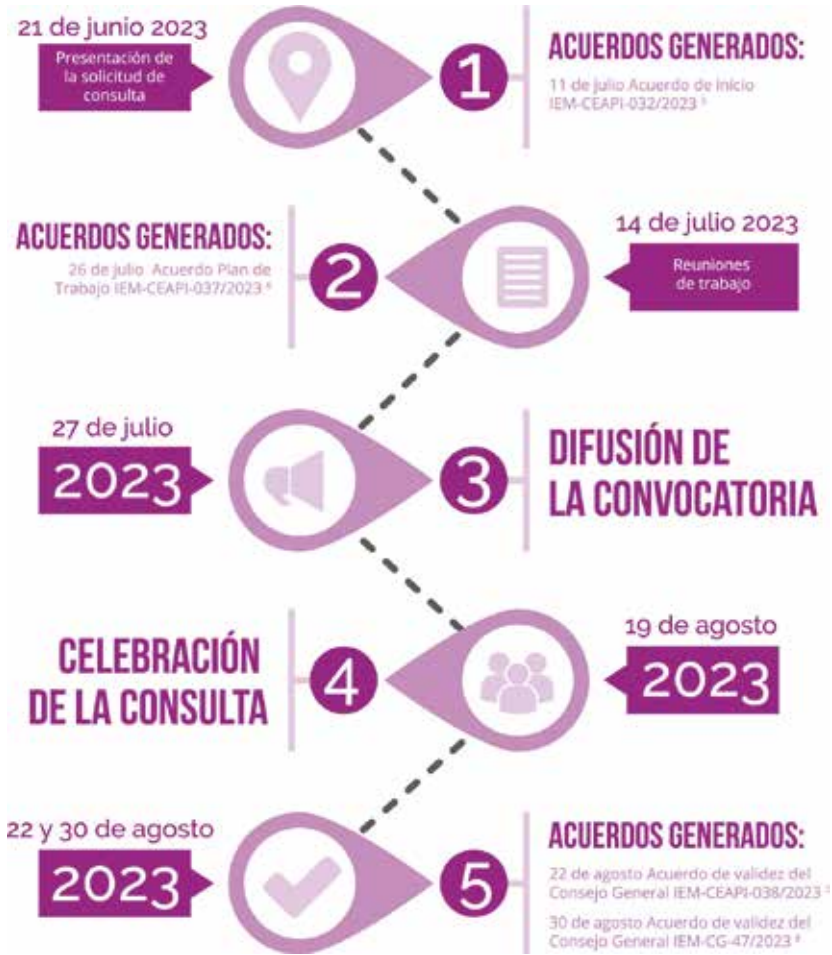 21 de junio 2023
Presentación de
la solicitud de
consulta
1
ACUERDOS GENERADOS:
11 de julio Acuerdo de inicio
IEM-CEAPI-032/2023 ⁵
ACUERDOS GENERADOS:
26 de julio Acuerdo Plan de
Trabajo IEM-CEAPI-037/2023 ⁶
2
14 de julio 2023
Reuniones
de trabajo
27 de julio
2023
3
DIFUSIÓN DE
LA CONVOCATORIA
CELEBRACIÓN
DE LA CONSULTA
4
19 de agosto
2023
22 y 30 de agosto
2023
5
ACUERDOS GENERADOS:
22 de agosto Acuerdo de validez del
Consejo General IEM-CEAPI-038/2023
30 de agosto Acuerdo de validez del
Consejo General IEM-CG-47/2023 ⁸